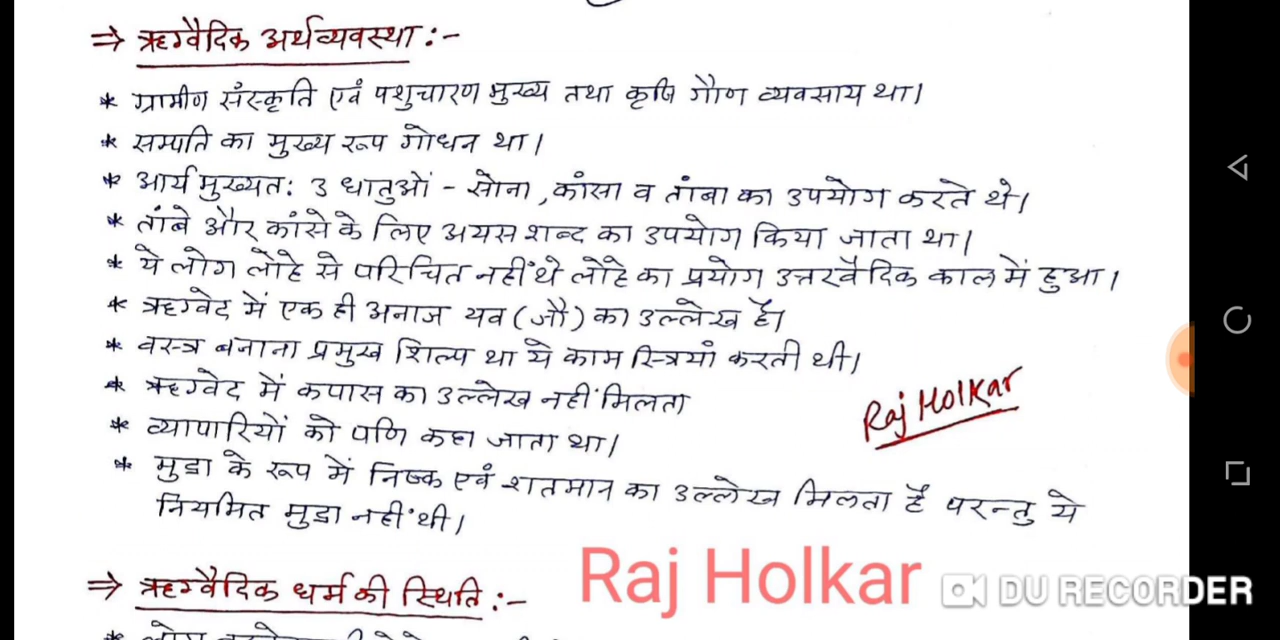 ⇒ ऋग्वैदिक अर्थव्यवस्था :-
* ग्रामीण संस्कृति एवं पशुचारण मुख्य तथा कृषि गौण व्यवसाय था।
* सम्पति का मुख्य रूप गोधन था।
* आर्य मुख्यतः 3 धातुओं - सोना, कांसा व तांबा का उपयोग करते थे।
* तांबे और कांसे के लिए अयस शब्द का उपयोग किया जाता था।
* ये लोग लोहे से परिचित नहीं थे लोहे का प्रयोग उत्तरवैदिक काल में हुआ।
* ऋग्वेद में एक ही अनाज यव (जौ) का उल्लेख है।
* वस्त्र बनाना प्रमुख शिल्प था ये काम स्त्रियां करती थी।
* ऋग्वेद में कपास का उल्लेख नहीं मिलता
Raj Holkar
* व्यापारियों को पणि कहा जाता था।
* मुद्रा के रूप में निष्क एवं शतमान का उल्लेख मिलता है परन्तु ये
नियमित मुद्रा नहीं थी।
Raj Holkar
DU RECORDER
⇒ ऋग्वैदिक धर्म की स्थिति :-